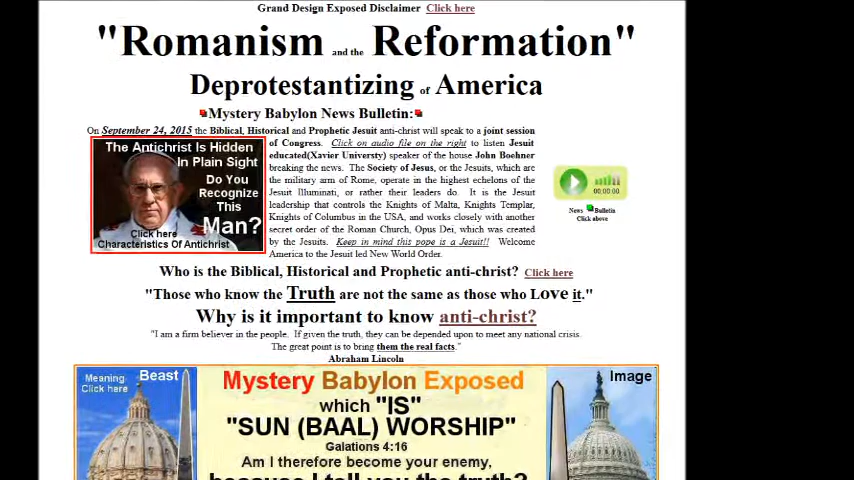 Grand Design Exposed Disclaimer Click here
"Romanism and the Reformation"
Deprotestantizing of America
Mystery Babylon News Bulletin:
On September 24, 2015 the Biblical, Historical and Prophetic Jesuit anti-christ will speak to a joint session
of Congress. Click on audio file on the right to listen Jesuit
educated(Xavier Universty) speaker of the house John Boehner
breaking the news. The Society of Jesus, or the Jesuits, which are
the military arm of Rome, operate in the highest echelons of the
Jesuit Illuminati, or rather their leaders do. It is the Jesuit
leadership that controls the Knights of Malta, Knights Templar,
Knights of Columbus in the USA, and works closely with another
secret order of the Roman Church, Opus Dei, which was created
by the Jesuits. Keep in mind this pope is a Jesuit!! Welcome
America to the Jesuit led New World Order.
The Antichrist Is Hidden
In Plain Sight
Do You
Recognize
This
Man?
Click here
Characteristics Of Antichrist
00:00:00
News Bulletin
Click above
Who is the Biblical, Historical and Prophetic anti-christ? Click here
"Those who know the Truth are not the same as those who Love it."
Why is it important to know anti-christ?
"I am a firm believer in the people. If given the truth, they can be depended upon to meet any national crisis.
The great point is to bring them the real facts."
Abraham Lincoln
Meaning. Beast
Click here
Mystery Babylon Exposed
which "IS"
"SUN (BAAL) WORSHIP"
Galations 4:16
Am I therefore become your enemy,
because I tell you the truth?
Image